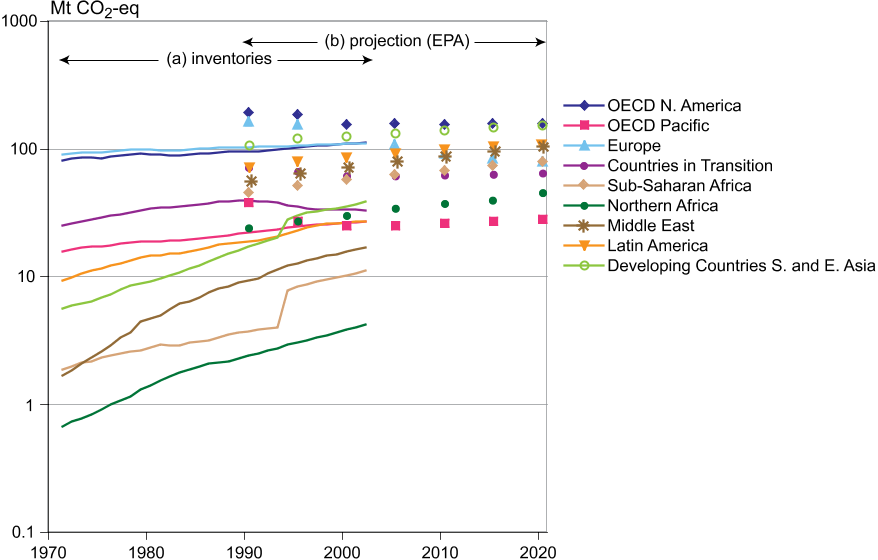 Mt CO₂-eq
1000
(b) projection (EPA)
(a) inventories
100
10
1
0.1
1970 1980 1990 2000 2010 2020
OECD N. America
OECD Pacific
Europe
Countries in Transition
Sub-Saharan Africa
Northern Africa
Middle East
Latin America
Developing Countries S. and E. Asia